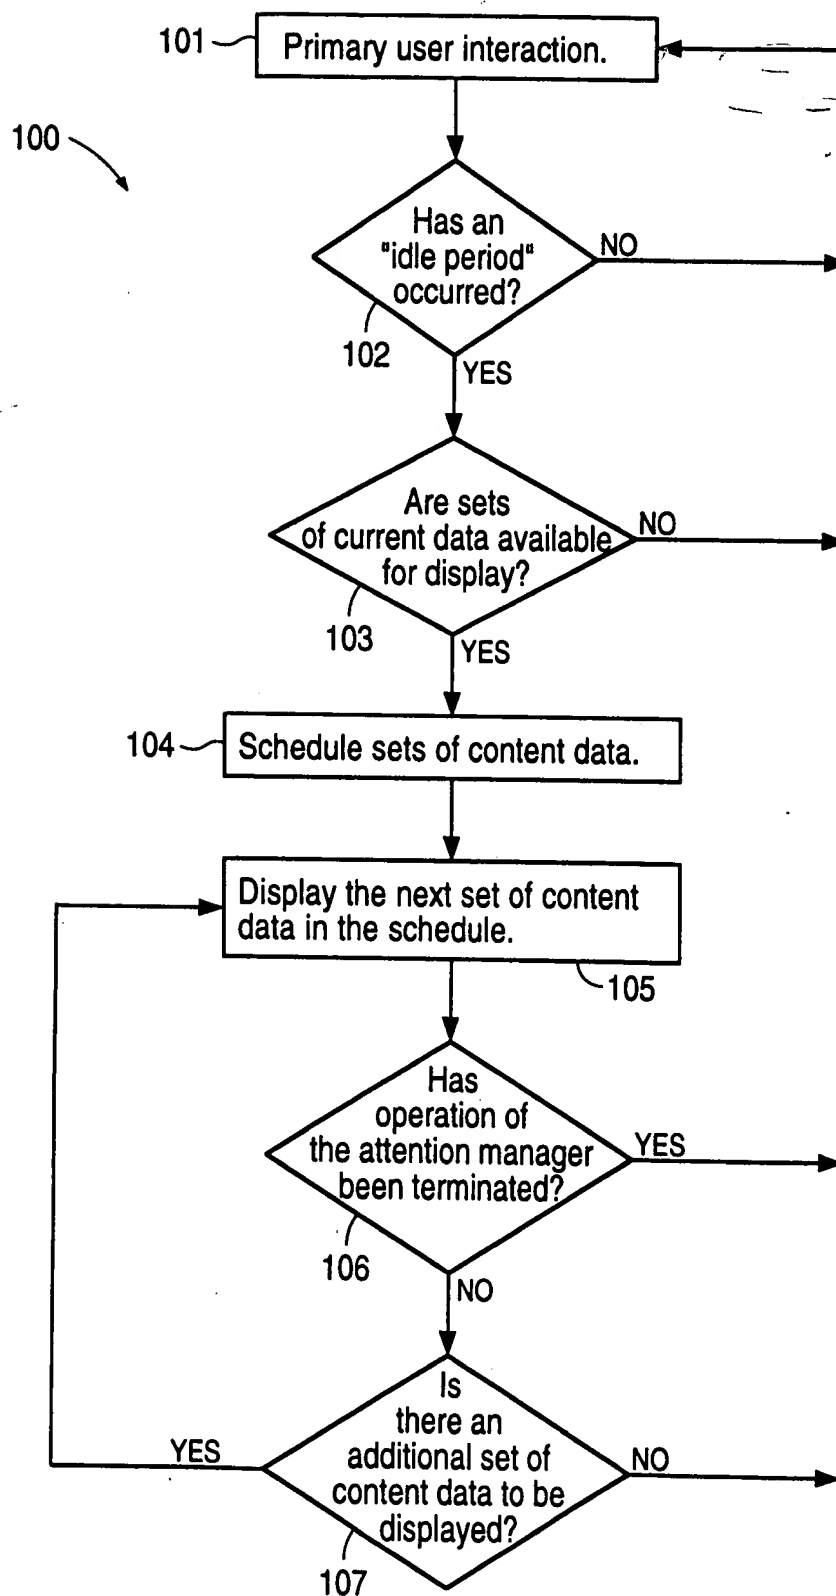 101
Primary user interaction.
100
Has an
"idle period"
occurred?
NO
102
YES
Are sets
of current data available
for display?
NO
103
YES
104
Schedule sets of content data.
Display the next set of content
data in the schedule.
105
Has
operation of
the attention manager
been terminated?
YES
106
NO
Is
there an
additional set of
content data to be
displayed?
YES
NO
107